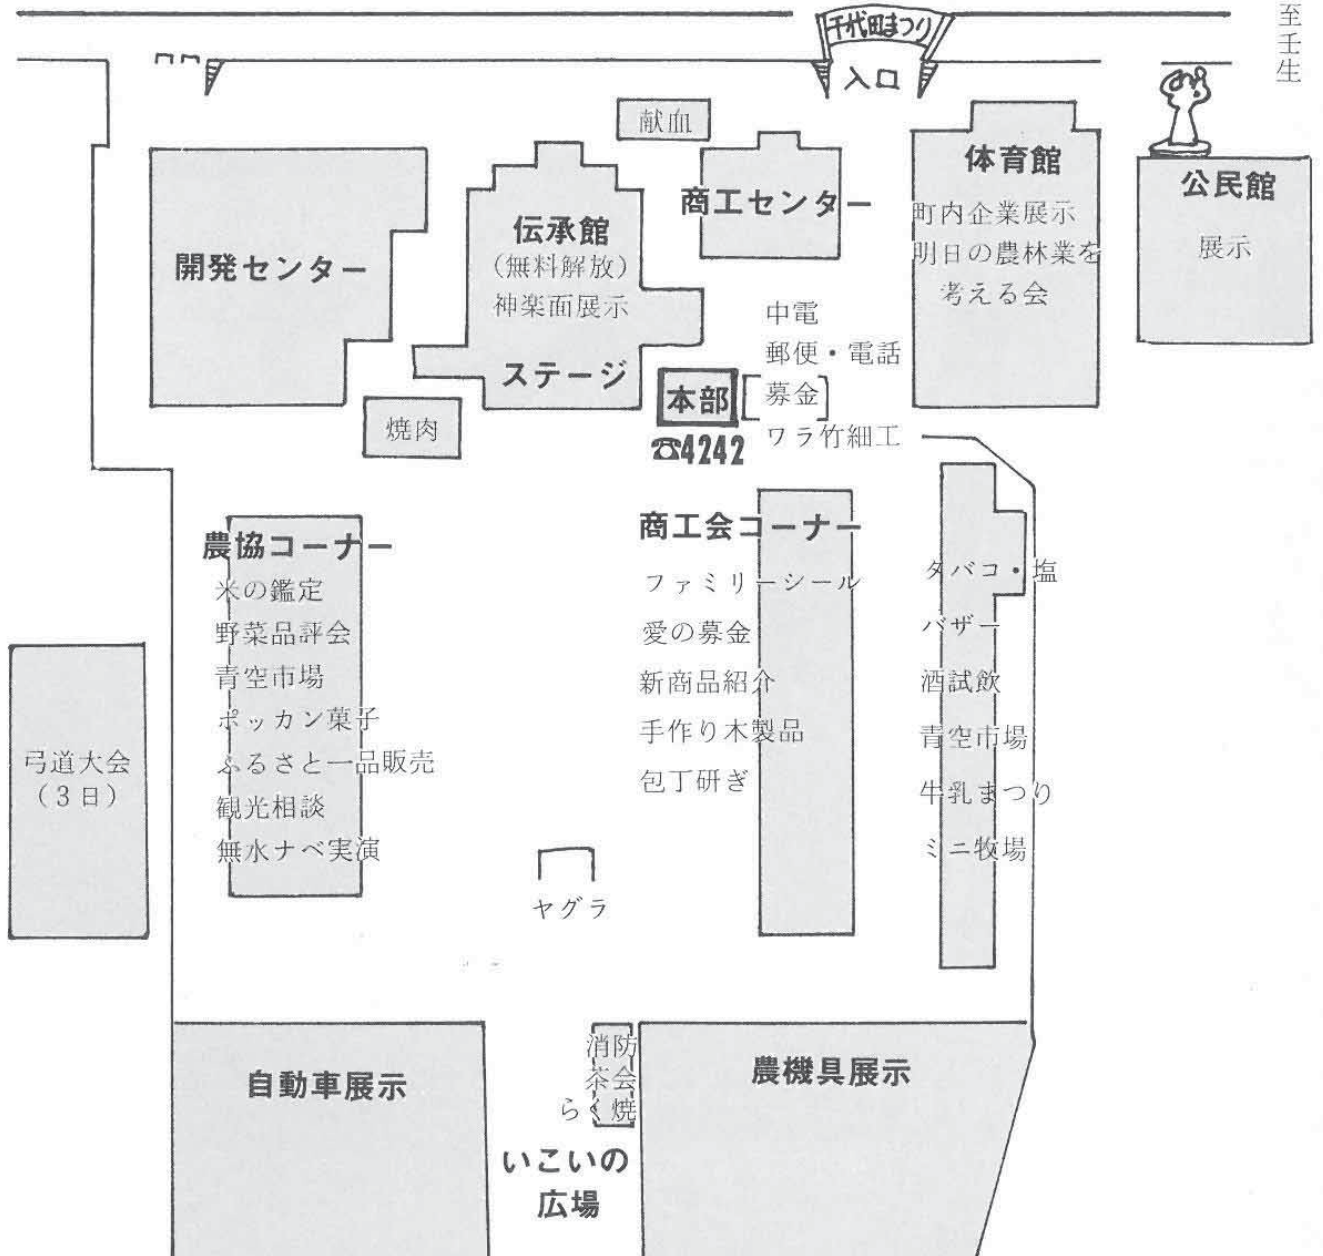 至壬生
千代田まつり
入口
献血
開発センター
伝承館
(無料解放)
神楽面展示
ステージ
商工センター
体育館
町内企業展示
明日の農林業を
考える会
公民館
展示
中電
郵便・電話
本部
募金
☎4242
ワラ竹細工
焼肉
農協コーナー
米の鑑定
野菜品評会
青空市場
ポッカン菓子
ふるさと一品販売
観光相談
無水ナベ実演
商工会コーナー
ファミリーシール
愛の募金
新商品紹介
手作り木製品
包丁研ぎ
タバコ・塩
バザー
酒試飲
青空市場
牛乳まつり
ミニ牧場
弓道大会
(3日)
ヤグラ
自動車展示
消防
茶会
らく焼
いこいの
広場
農機具展示